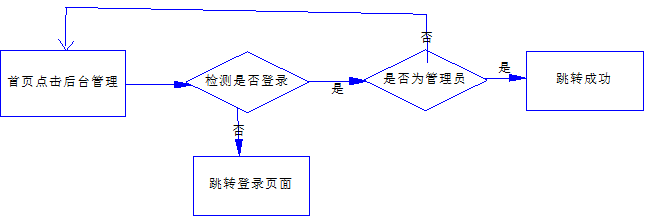 否
首页点击后台管理
检测是否登录
是
是否为管理员
是
跳转成功
否
跳转登录页面